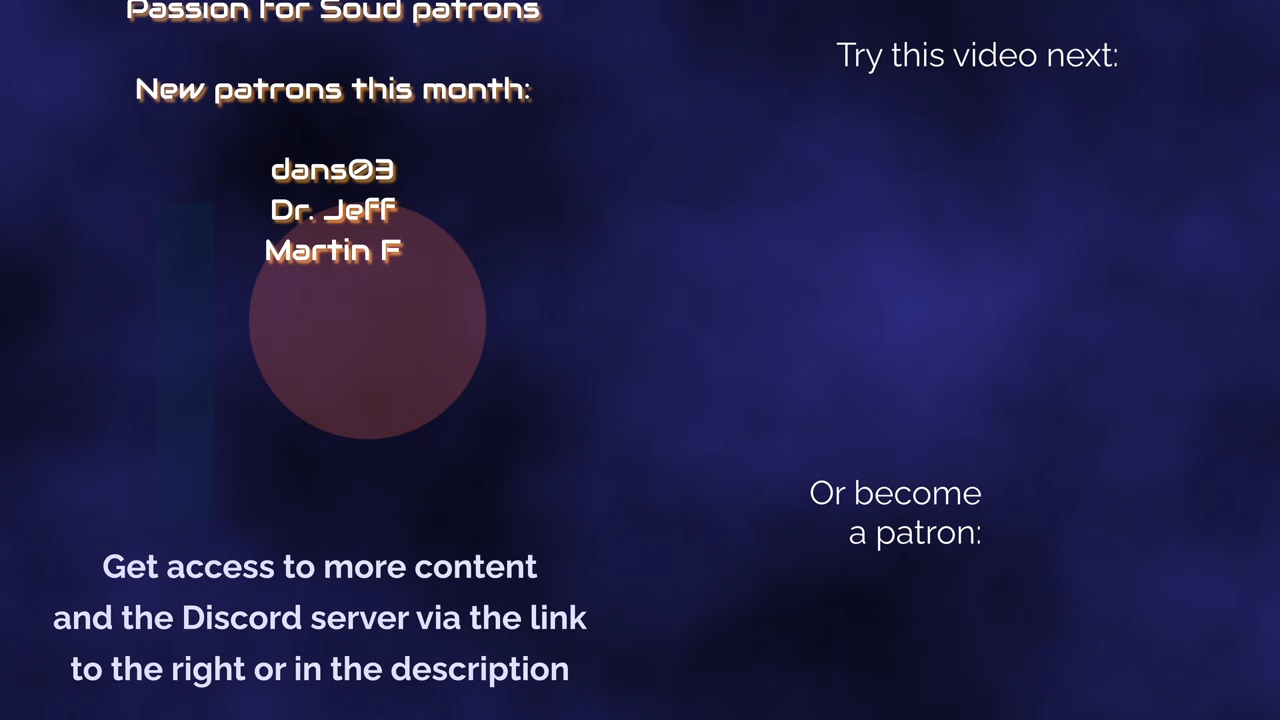 Passion For Soud patrons
New patrons this month:
dans03
Dr. Jeff
Martin F
Get access to more content
and the Discord server via the link
to the right or in the description
Try this video next:
Or become
a patron: